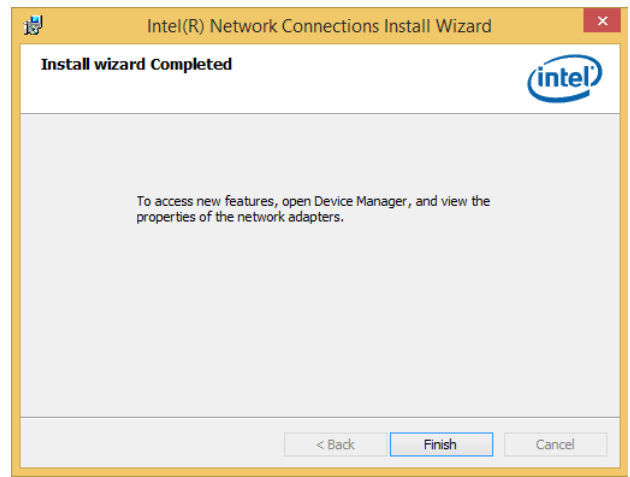 Intel(R) Network Connections Install Wizard
Install wizard Completed
intel
To access new features, open Device Manager, and view the
properties of the network adapters.
< Back
Finish
Cancel